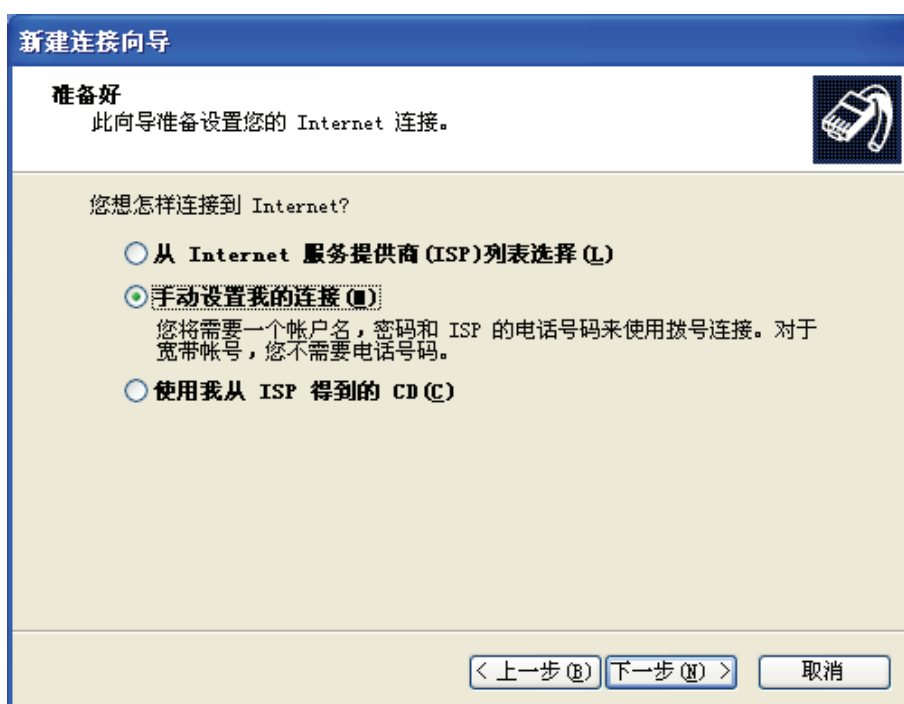 新建连接向导
准备好
此向导准备设置您的 Internet 连接。
您想怎样连接到 Internet?
从 Internet 服务提供商(ISP)列表选择(L)
手动设置我的连接(M)
您将需要一个帐户名，密码和 ISP 的电话号码来使用拨号连接。对于
宽带帐号，您不需要电话号码。
使用我从 ISP 得到的 CD(C)
< 上一步(B) 下一步(N) > 取消